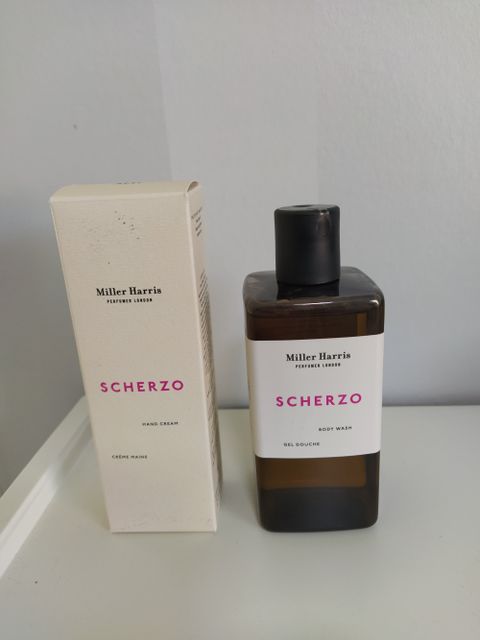 Miller Harris
PERFUMER LONDON
SCHERZO
HAND CREAM
CRÈME MAINS
Miller Harris
PERFUMER LONDON
SCHERZO
BODY WASH
GEL DOUCHE